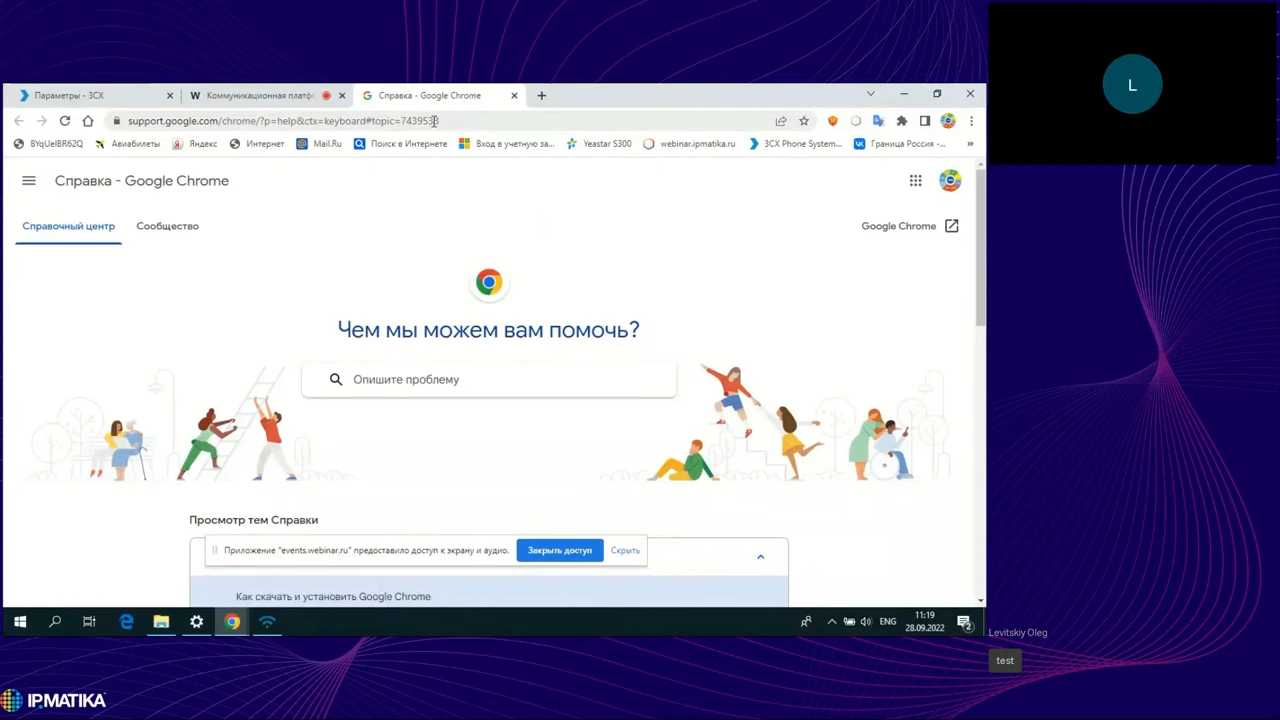 Параметры - 3CX
Коммуникационная платф
Справка - Google Chrome
support.google.com/chrome/?p=help&ctx=keyboard#topic=7439538
BYqUelBR62Q
Авиабилеты
Яндекс
Интернет
Mail.Ru
Поиск в Интернете
Вход в учетную за...
Yeastar S300
webinar.ipmatika.ru
3CX Phone System...
Граница Россия -...
Справка - Google Chrome
Справочный центр
Сообщество
Google Chrome
Чем мы можем вам помочь?
Опишите проблему
Просмотр тем Справки
Приложение "events.webinar.ru" предоставило доступ к экрану и аудио.
Закрыть доступ
Скрыть
Как скачать и установить Google Chrome
ENG
11:19
28.09.2022
2
L
Levitskiy Oleg
test
IPMATIKA